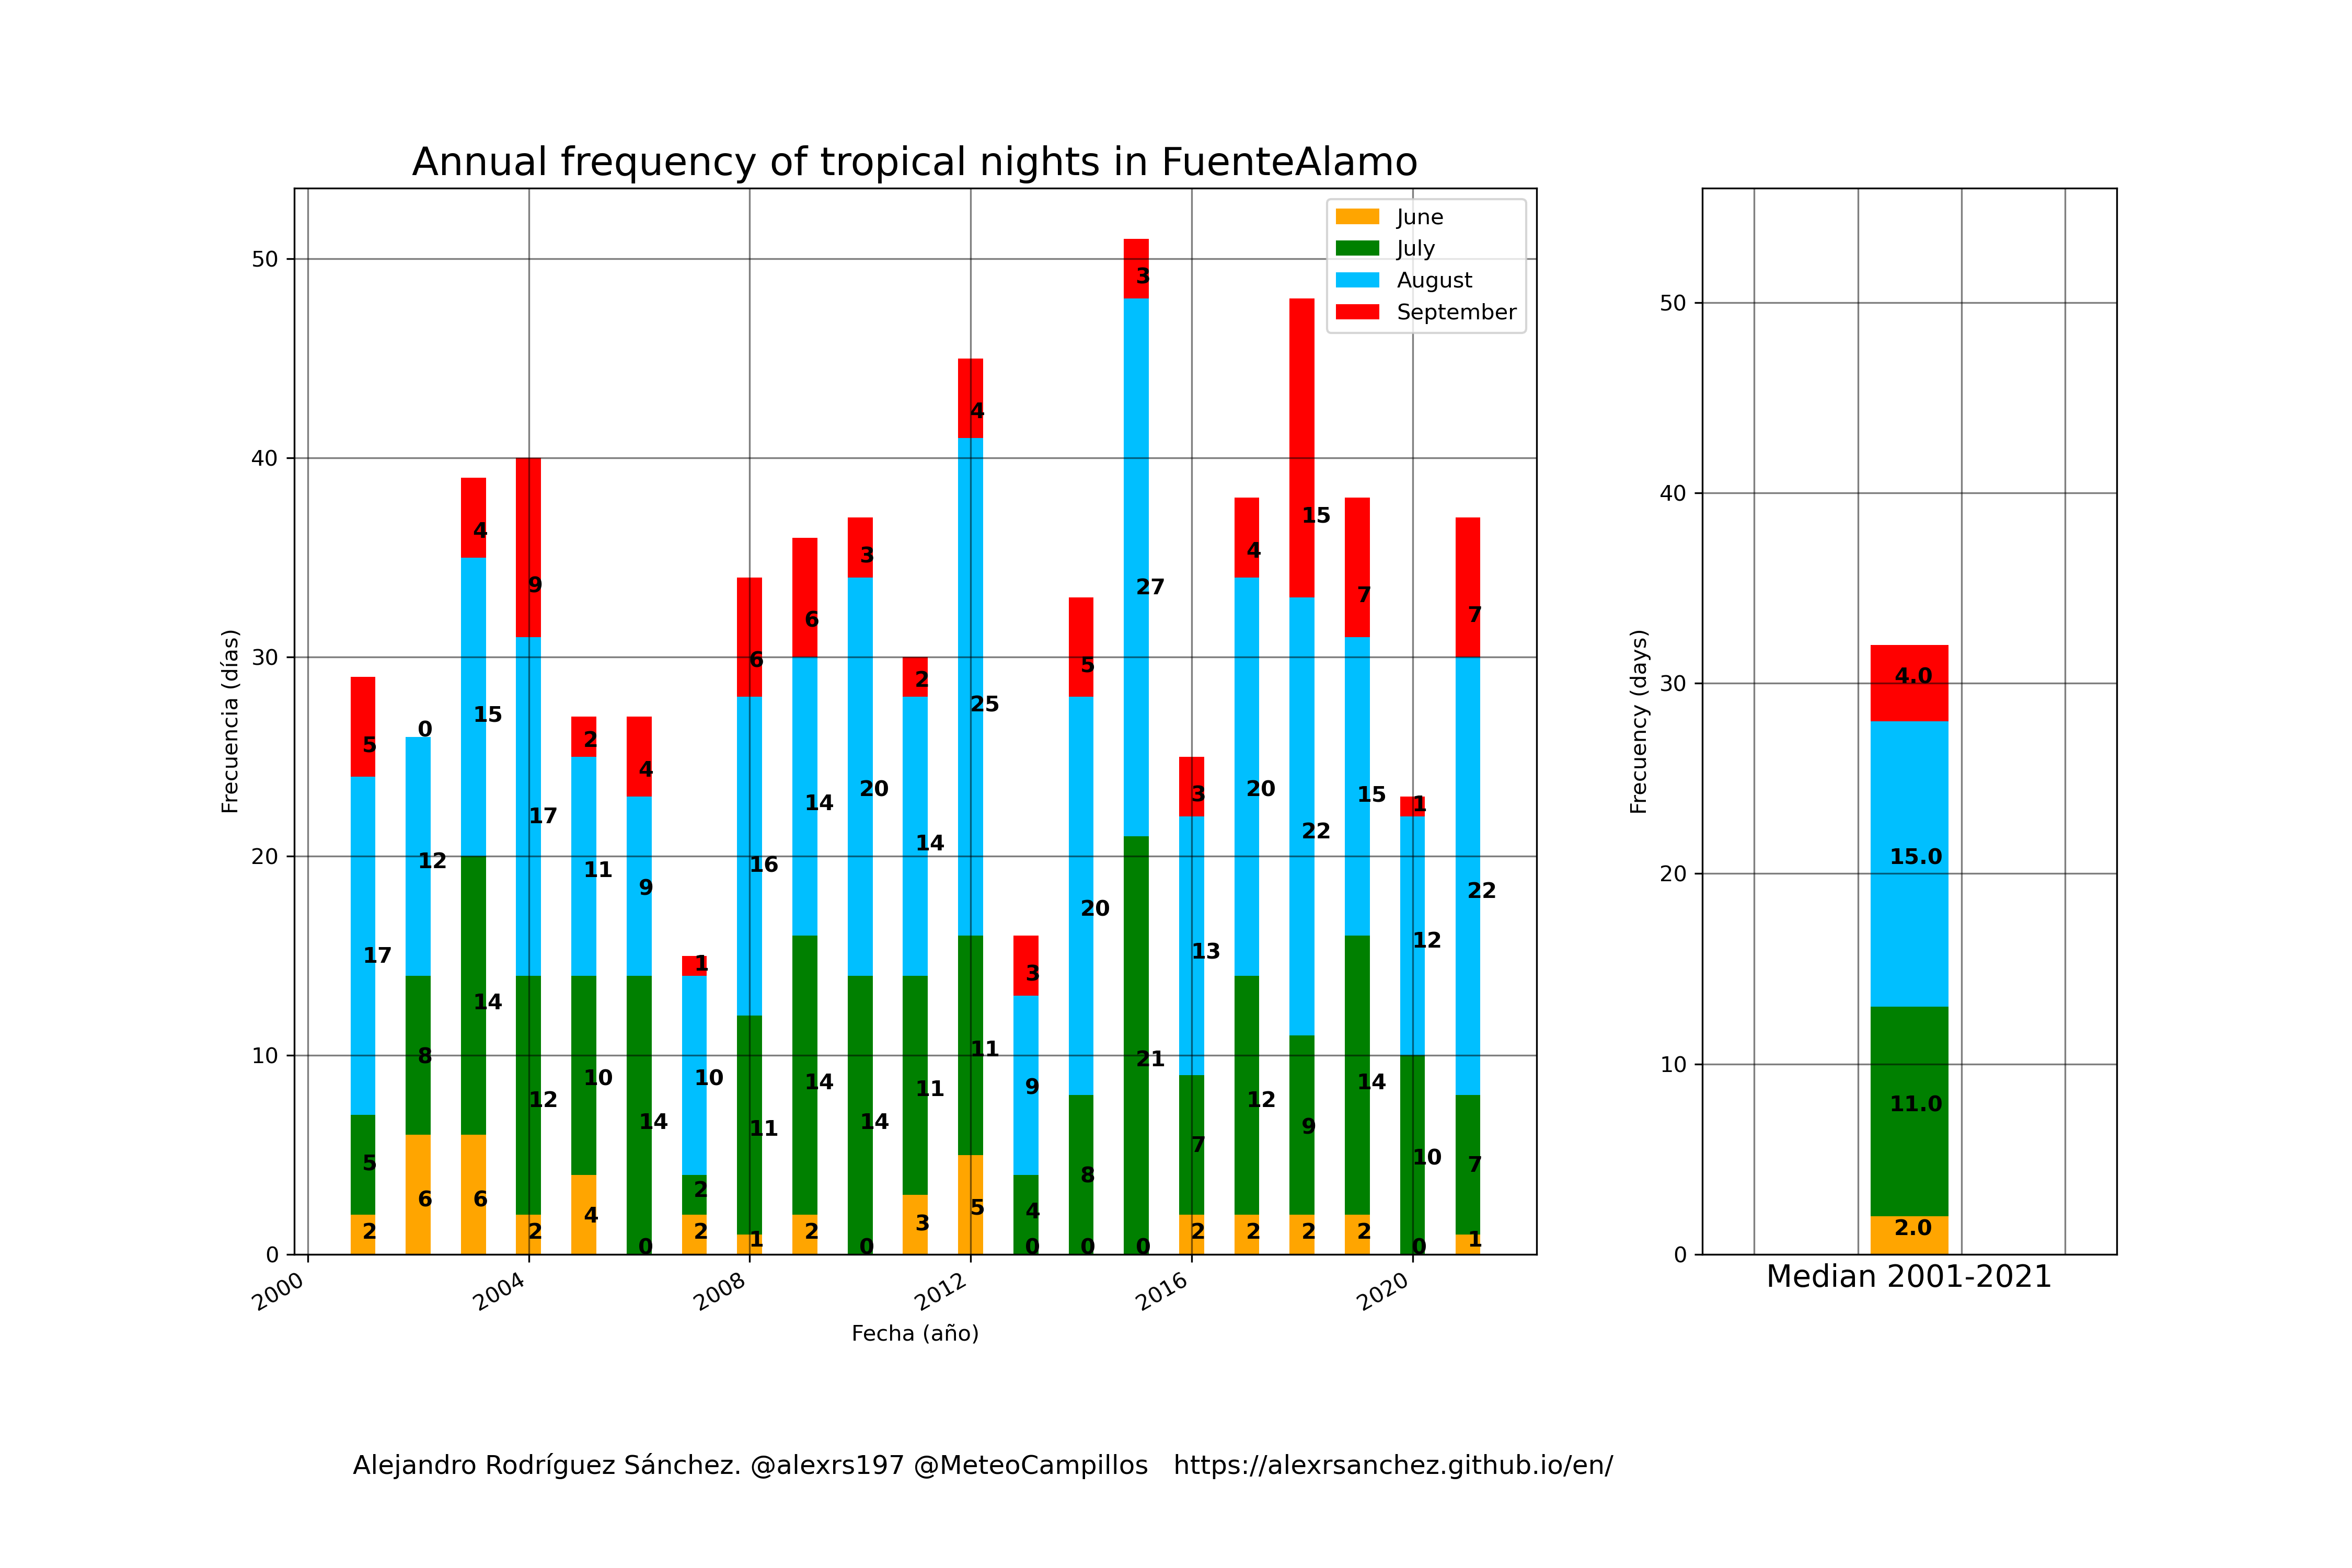 Annual frequency of tropical nights in FuenteAlamo
June
July
August
September
Frecuencia (días)
50
40
30
20
10
0
5 17 5 2
0 12 8 6
4 15 14 6
9 17 12 2
2 11 10 4
4 9 14 0
1 10 2 2
6 16 11 1
6 14 14 2
3 20 14 0
2 14 11 3
4 25 11 5
3 9 4 0
5 20 8 0
3 27 21 0
3 13 7 2
4 20 12 2
15 22 9 2
7 15 14 2
1 12 10 0
7 22 7 1
2000 2004 2008 2012 2016 2020
Fecha (año)
Frecuency (days)
50
40
30
20
10
0
4.0
15.0
11.0
2.0
Median 2001-2021
Alejandro Rodríguez Sánchez. @alexrs197 @MeteoCampillos https://alexrsanchez.github.io/en/